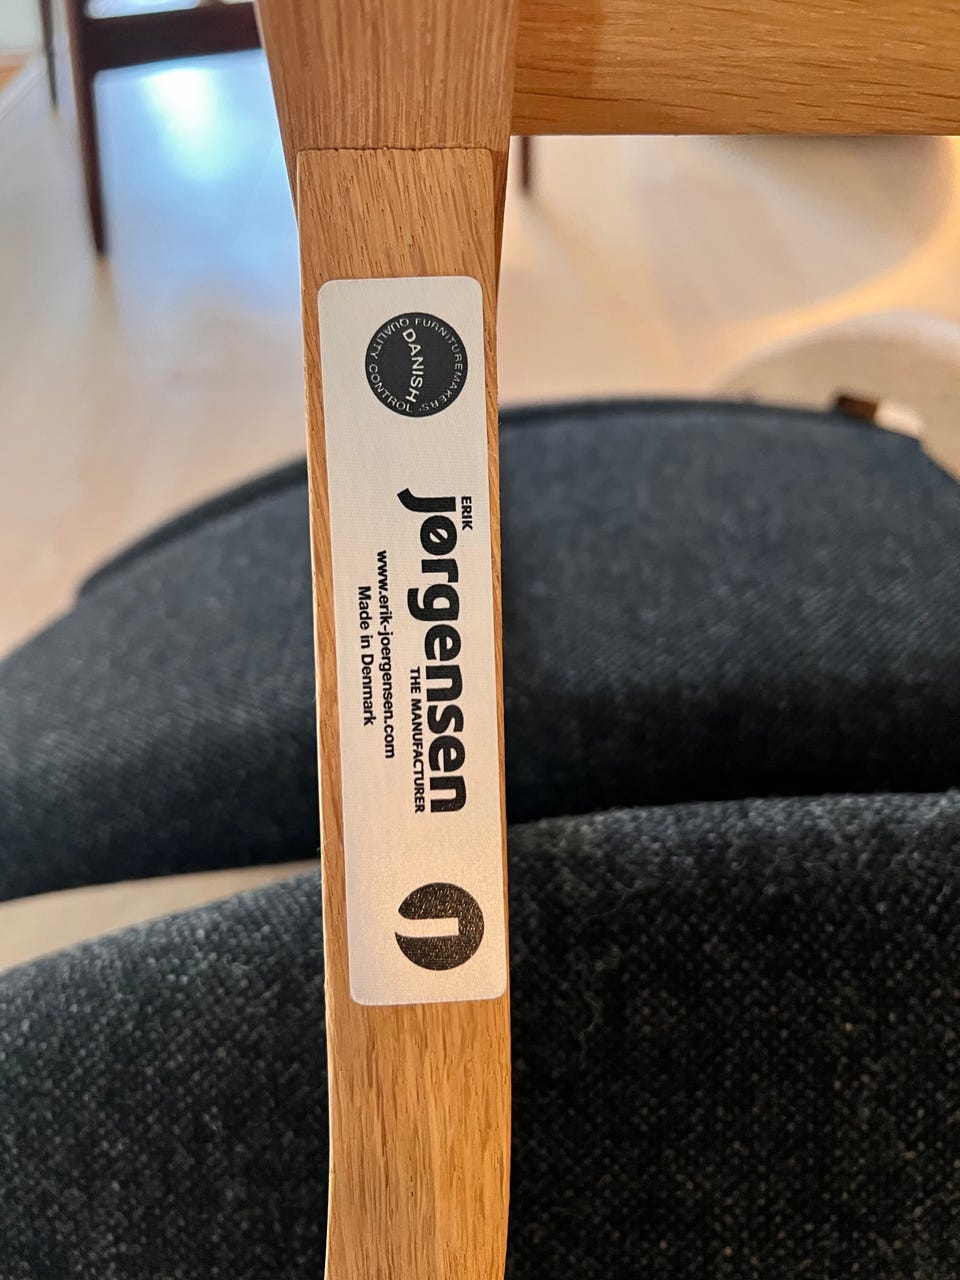 DANISH
FURNITUREMAKERS' QUALITY CONTROL
ERIK
jørgensen
THE MANUFACTURER
www.erik-joergensen.com
Made in Denmark
J